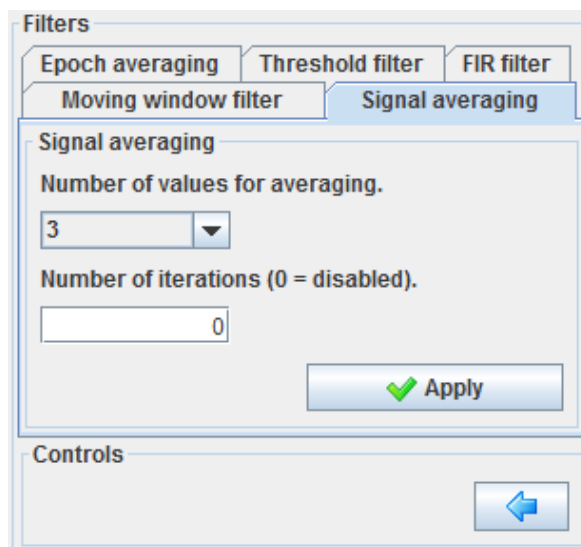 Filters
Epoch averaging Threshold filter FIR filter
Moving window filter Signal averaging
Signal averaging
Number of values for averaging.
3
Number of iterations (0 = disabled).
0
Apply
Controls